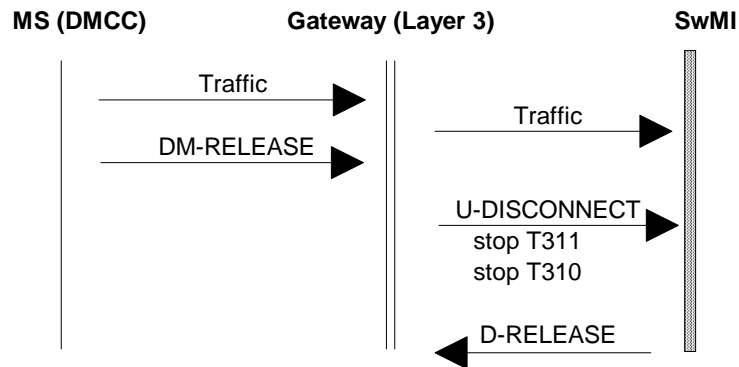 MS (DMCC) Gateway (Layer 3) SwMI
Traffic
Traffic
DM-RELEASE
U-DISCONNECT
stop T311
stop T310
D-RELEASE